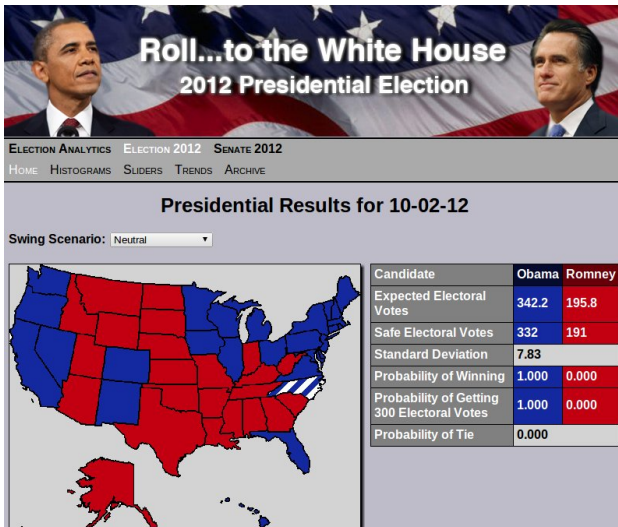 Roll...to the White House
2012 Presidential Election
ELECTION ANALYTICS ELECTION 2012 SENATE 2012
HOME HISTOGRAMS SLIDERS TRENDS ARCHIVE
Presidential Results for 10-02-12
Swing Scenario: Neutral
Candidate Obama Romney
Expected Electoral
Votes 342.2 195.8
Safe Electoral Votes 332 191
Standard Deviation 7.83
Probability of Winning 1.000 0.000
Probability of Getting
300 Electoral Votes 1.000 0.000
Probability of Tie 0.000